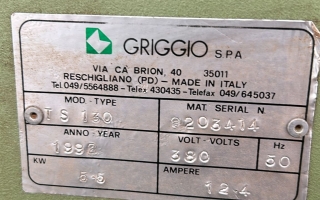 GRIGGIO S.P.A
VIA CA' BRION, 40 35011
RESCHIGLIANO (PD) - MADE IN ITALY
Tel.049/5564888 - Telex 430435 - Telefax 049/645037
MOD.-TYPE MAT. SERIAL N
TS 130 9203414
ANNO-YEAR VOLT-VOLTS Hz
1992 380 50
KW AMPERE
5.5 12.4